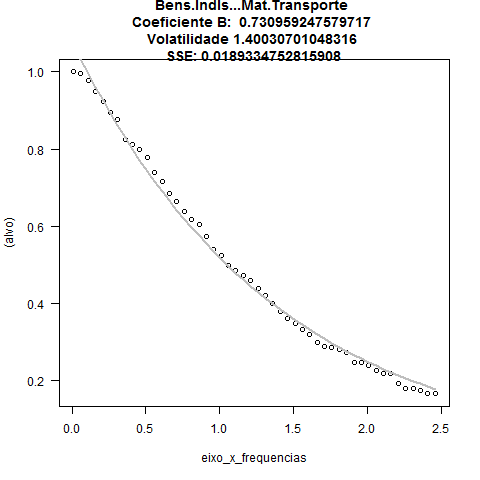 Bens.Indis...Mat.Transporte
Coeficiente B: 0.730959247579717
Volatilidade 1.40030701048316
SSE: 0.0189334752815908
1.0
0.8
0.6
0.4
0.2
(alvo)
0.0 0.5 1.0 1.5 2.0 2.5
eixo_x_frequencias